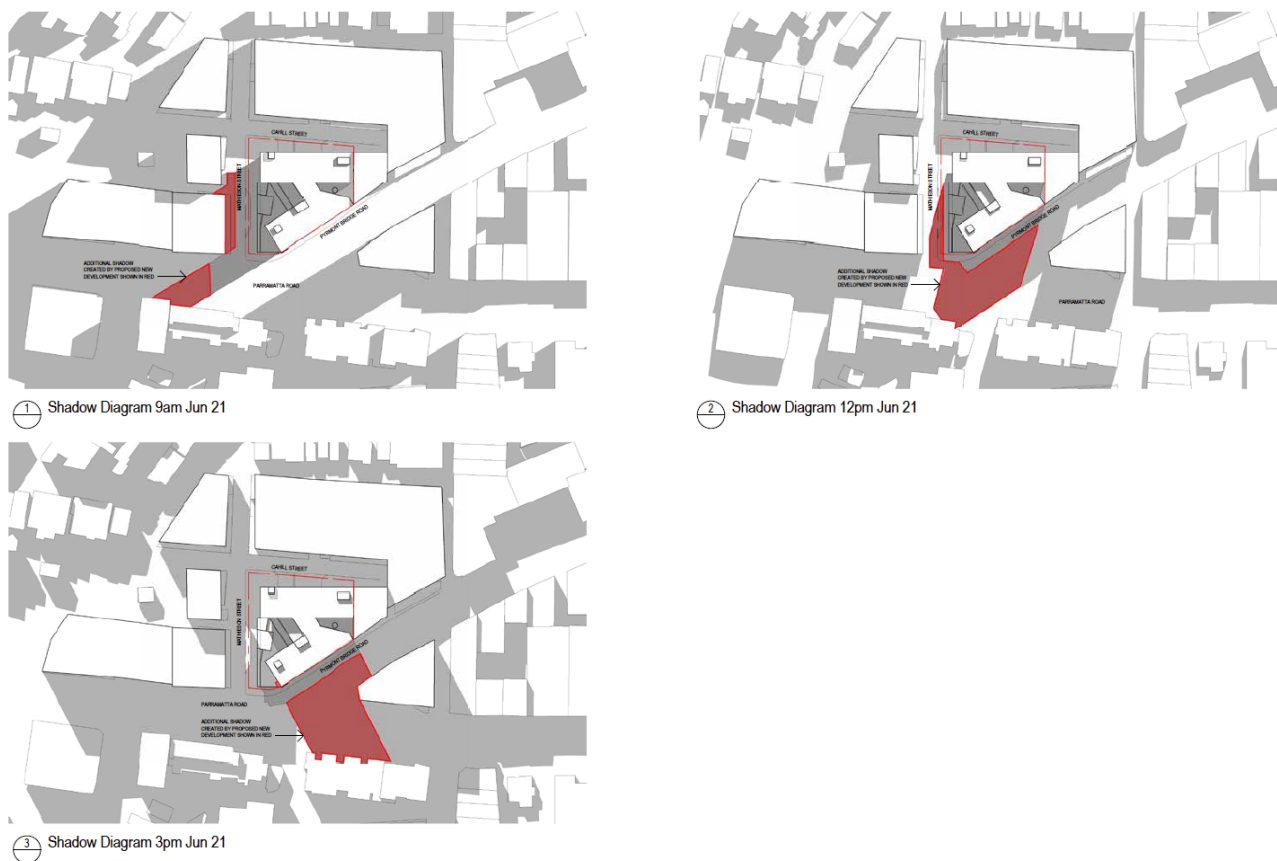 CAHILL STREET
MATHIESON STREET
PYRMONT BRIDGE ROAD
ADDITIONAL SHADOW
CREATED BY PROPOSED NEW
DEVELOPMENT SHOWN IN RED
PARRAMATTA ROAD
1 Shadow Diagram 9am Jun 21
CAHILL STREET
MATHIESON STREET
PYRMONT BRIDGE ROAD
ADDITIONAL SHADOW
CREATED BY PROPOSED NEW
DEVELOPMENT SHOWN IN RED
PARRAMATTA ROAD
2 Shadow Diagram 12pm Jun 21
CAHILL STREET
MATHIESON STREET
PYRMONT BRIDGE ROAD
PARRAMATTA ROAD
ADDITIONAL SHADOW
CREATED BY PROPOSED NEW
DEVELOPMENT SHOWN IN RED
3 Shadow Diagram 3pm Jun 21